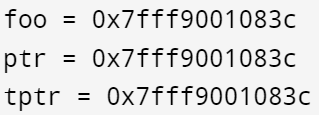 foo = 0x7fff9001083c
ptr = 0x7fff9001083c
tptr = 0x7fff9001083c